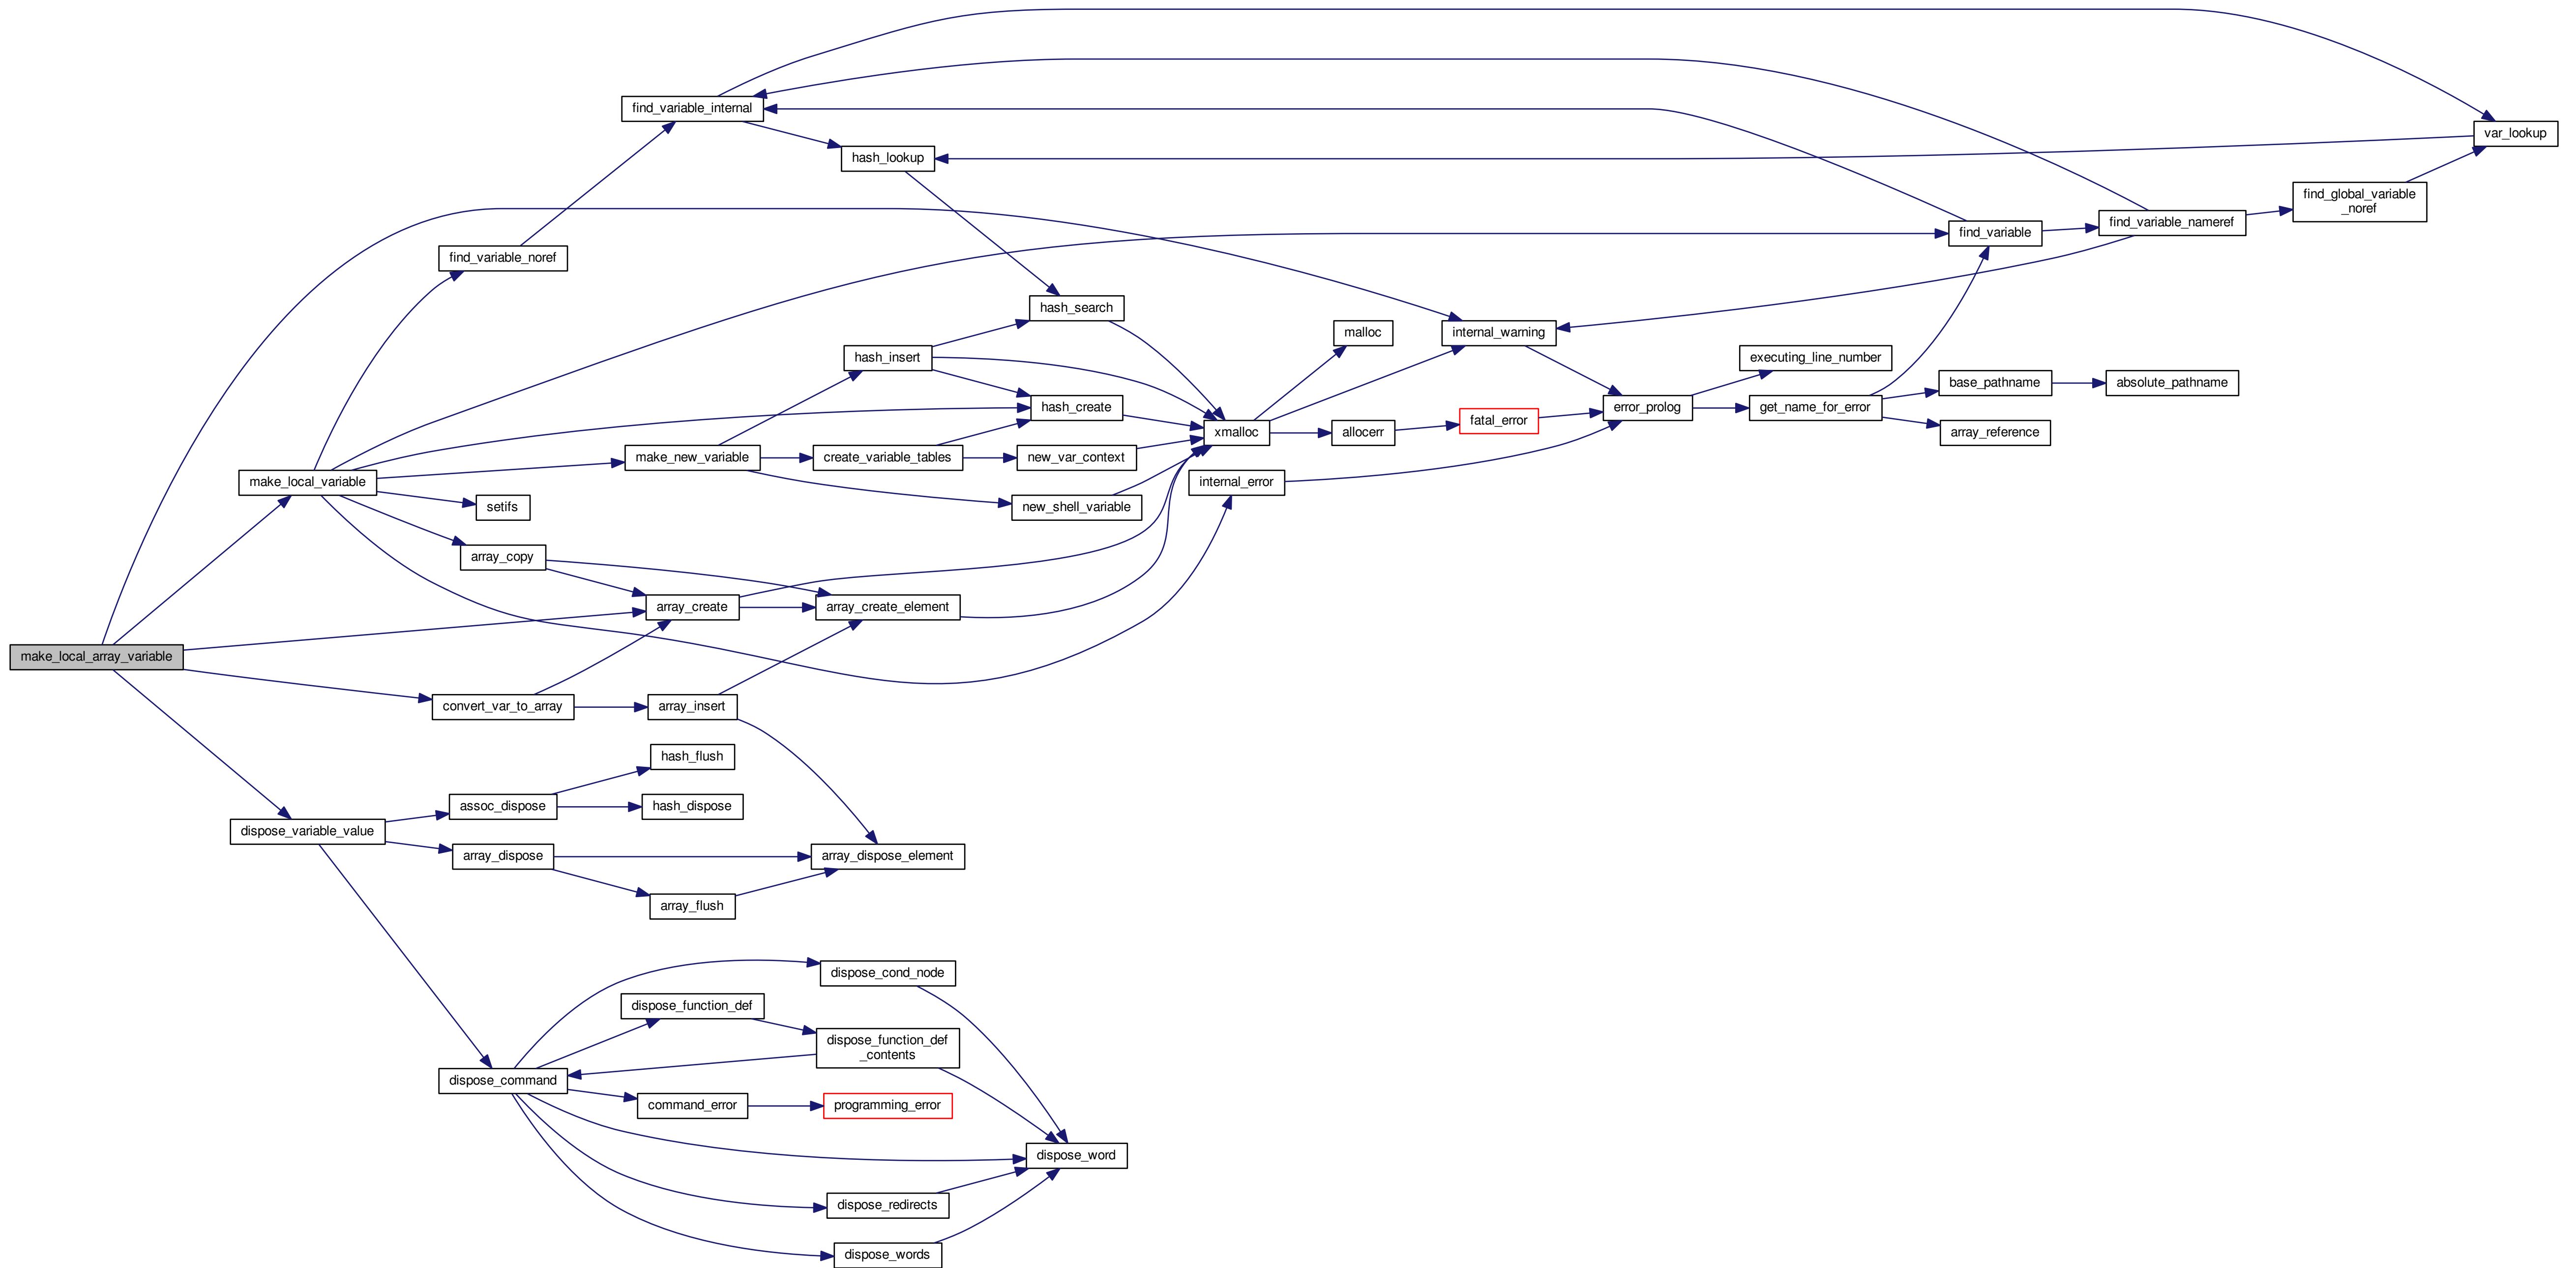 find_variable_internal
var_lookup
hash_lookup
find_global_variable
_noref
find_variable_nameref
find_variable
find_variable_noref
hash_search
malloc
internal_warning
hash_insert
executing_line_number
base_pathname
absolute_pathname
hash_create
error_prolog
get_name_for_error
fatal_error
xmalloc
allocerr
array_reference
make_new_variable
create_variable_tables
new_var_context
make_local_variable
internal_error
setifs
new_shell_variable
array_copy
array_create
array_create_element
make_local_array_variable
convert_var_to_array
array_insert
hash_flush
assoc_dispose
hash_dispose
dispose_variable_value
array_dispose
array_dispose_element
array_flush
dispose_cond_node
dispose_function_def
dispose_function_def
_contents
dispose_command
command_error
programming_error
dispose_word
dispose_redirects
dispose_words